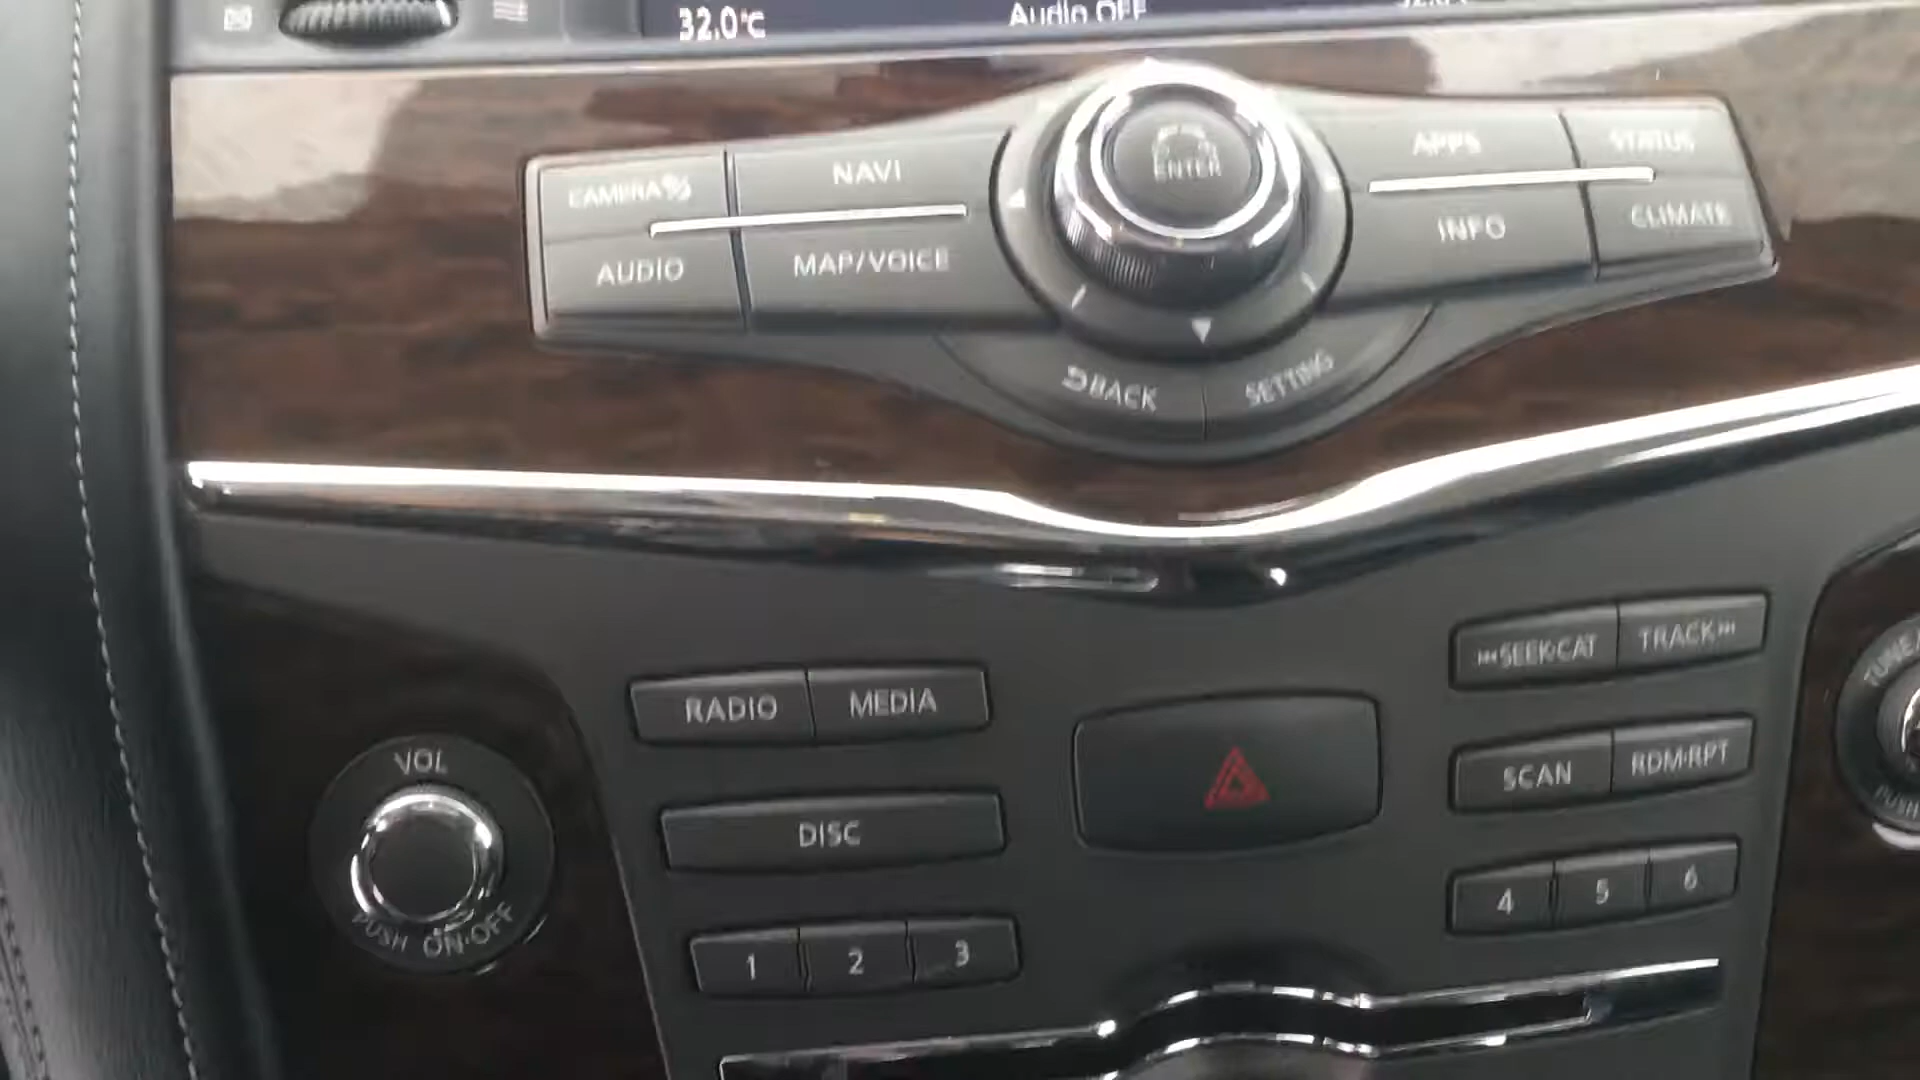 32.0°C
Audio OFF
CAMERA
NAVI
ENTER
APPS
STATUS
AUDIO
MAP/VOICE
INFO
CLIMATE
BACK
SETTING
SEEK·CAT
TRACK
RADIO
MEDIA
SCAN
RDM·RPT
VOL
PUSH ON·OFF
DISC
4
5
6
1
2
3
PUSH